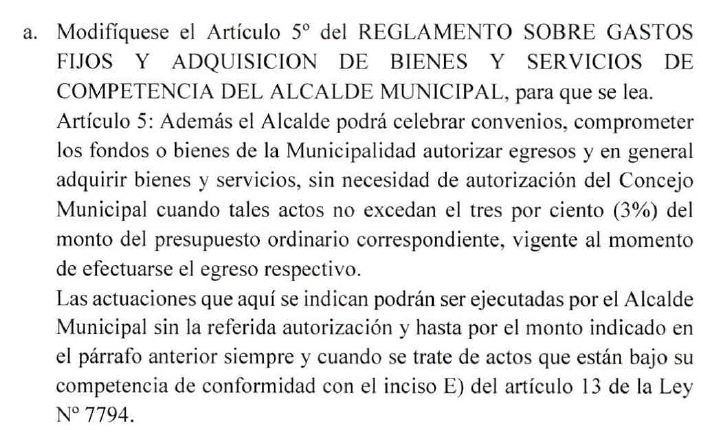 a. Modifíquese el Artículo 5º del REGLAMENTO SOBRE GASTOS
FIJOS Y ADQUISICION DE BIENES Y SERVICIOS DE
COMPETENCIA DEL ALCALDE MUNICIPAL, para que se lea.
Artículo 5: Además el Alcalde podrá celebrar convenios, comprometer
los fondos o bienes de la Municipalidad autorizar egresos y en general
adquirir bienes y servicios, sin necesidad de autorización del Concejo
Municipal cuando tales actos no excedan el tres por ciento (3%) del
monto del presupuesto ordinario correspondiente, vigente al momento
de efectuarse el egreso respectivo.
Las actuaciones que aquí se indican podrán ser ejecutadas por el Alcalde
Municipal sin la referida autorización y hasta por el monto indicado en
el párrafo anterior siempre y cuando se trate de actos que están bajo su
competencia de conformidad con el inciso E) del artículo 13 de la Ley
Nº 7794.